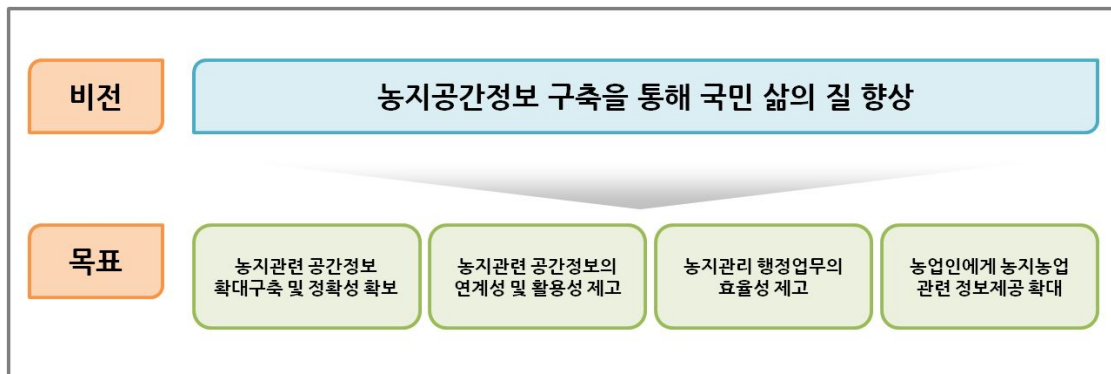 비전
농지공간정보 구축을 통해 국민 삶의 질 향상
목표
농지관련 공간정보
확대구축 및 정확성 확보
농지관련 공간정보의
연계성 및 활용성 제고
농지관리 행정업무의
효율성 제고
농업인에게 농지농업
관련 정보제공 확대